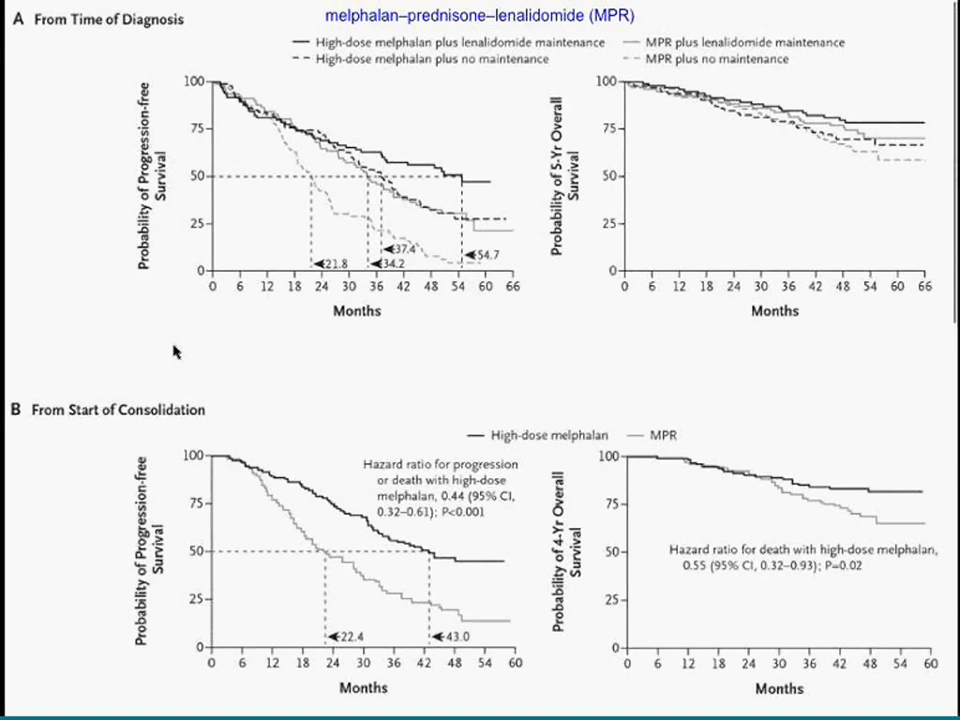 melphalan–prednisone–lenalidomide (MPR)
A From Time of Diagnosis
High-dose melphalan plus lenalidomide maintenance
High-dose melphalan plus no maintenance
MPR plus lenalidomide maintenance
MPR plus no maintenance
Probability of Progression-free
Survival
100
75
50
25
0
21.8
34.2
37.4
54.7
0 6 12 18 24 30 36 42 48 54 60 66
Months
Probability of 5-Yr Overall
Survival
100
75
50
25
0
0 6 12 18 24 30 36 42 48 54 60 66
Months
B From Start of Consolidation
High-dose melphalan
MPR
Probability of Progression-free
Survival
100
75
50
25
0
Hazard ratio for progression
or death with high-dose
melphalan, 0.44 (95% CI,
0.32–0.61); P<0.001
22.4
43.0
0 6 12 18 24 30 36 42 48 54 60
Months
Probability of 4-Yr Overall
Survival
100
75
50
25
0
Hazard ratio for death with high-dose melphalan,
0.55 (95% CI, 0.32–0.93); P=0.02
0 6 12 18 24 30 36 42 48 54 60
Months